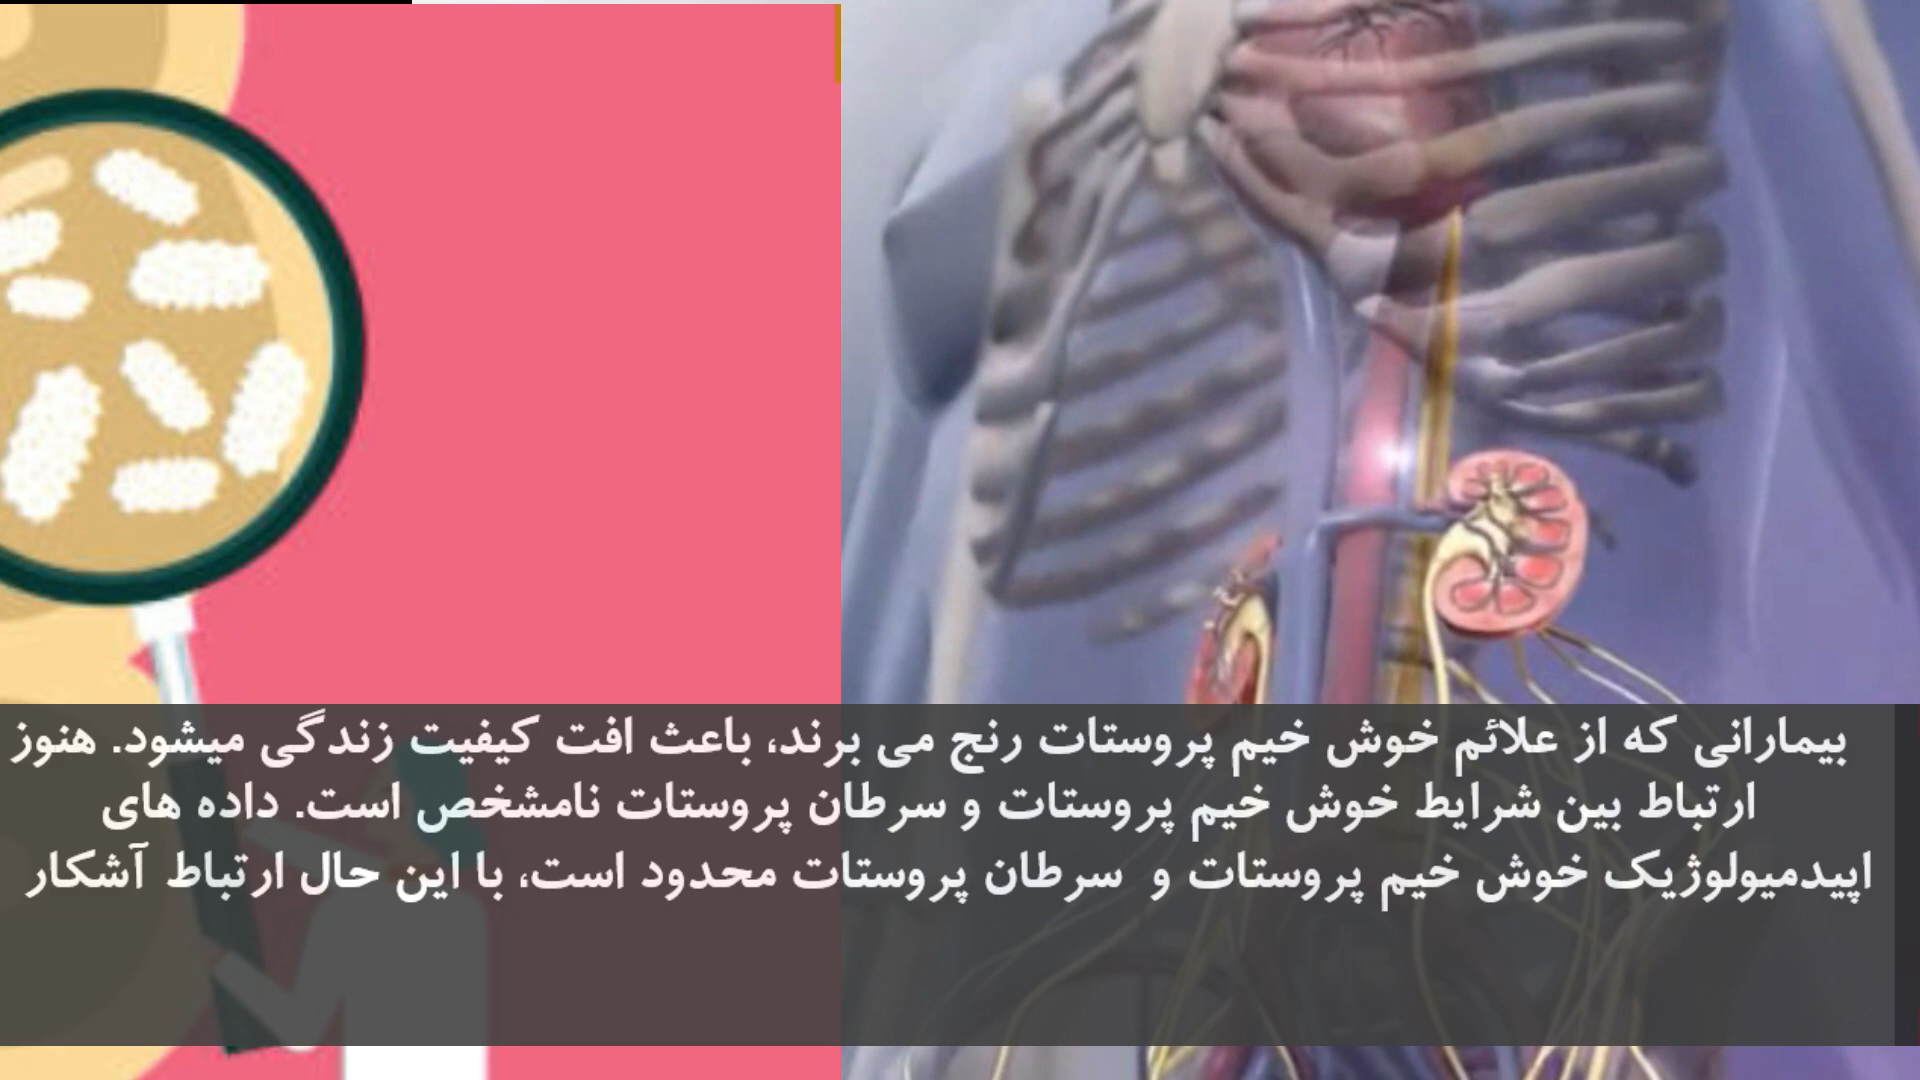 بیمارانی که از علائم خوش خیم پروستات رنج می برند، باعث افت کیفیت زندگی میشود. هنوز
ارتباط بین شرایط خوش خیم پروستات و سرطان پروستات نامشخص است. داده های
اپیدمیولوژیک خوش خیم پروستات و  سرطان پروستات محدود است، با این حال ارتباط آشکار